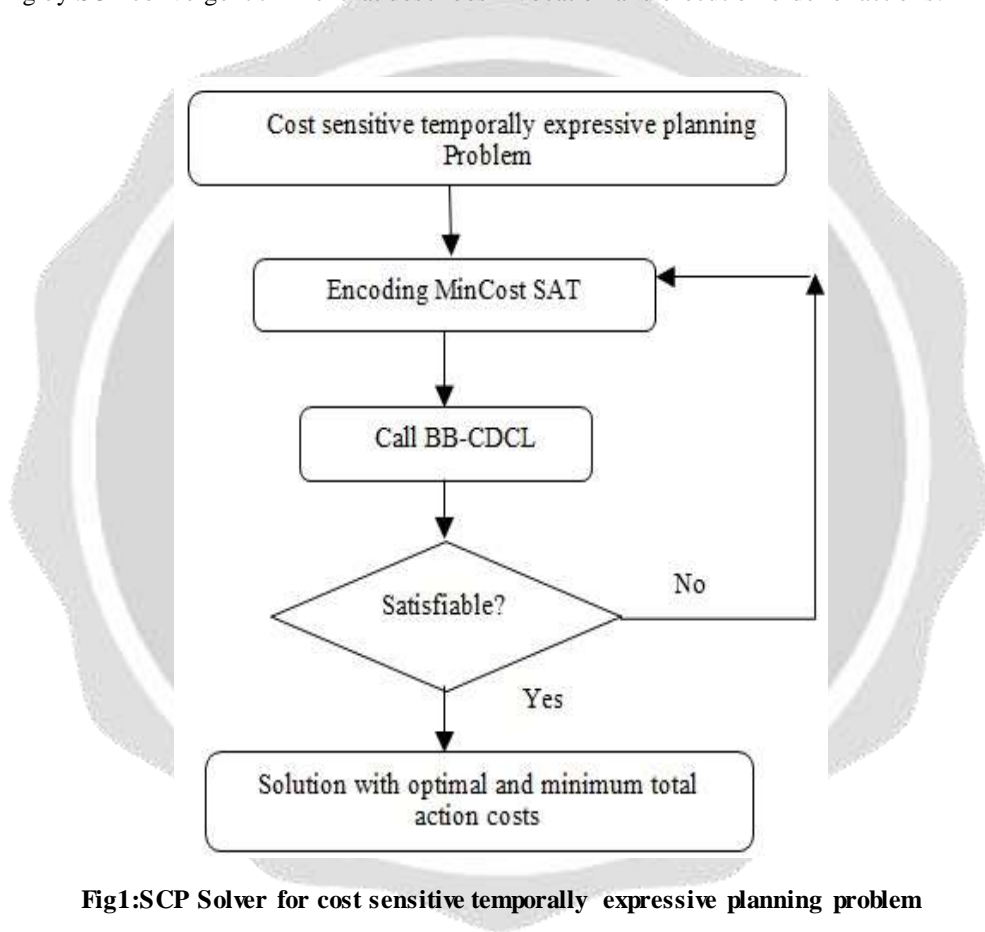 Cost sensitive temporally expressive planning
Problem
Encoding MinCost SAT
Call BB-CDCL
Satisfiable?
No
Yes
Solution with optimal and minimum total
action costs
Fig1:SCP Solver for cost sensitive temporally expressive planning problem